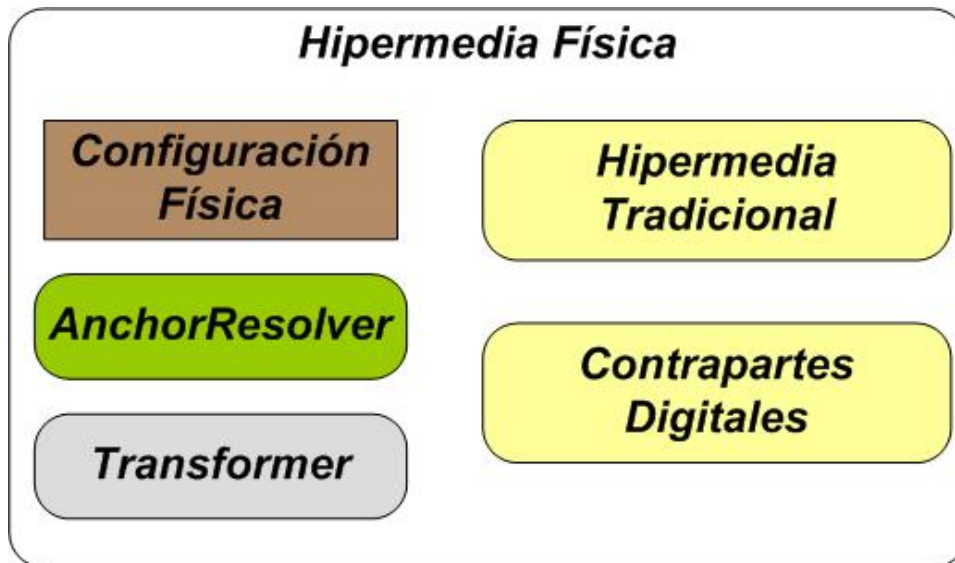 Hipermedia Física
Configuración
Física
AnchorResolver
Transformer
Hipermedia
Tradicional
Contrapartes
Digitales